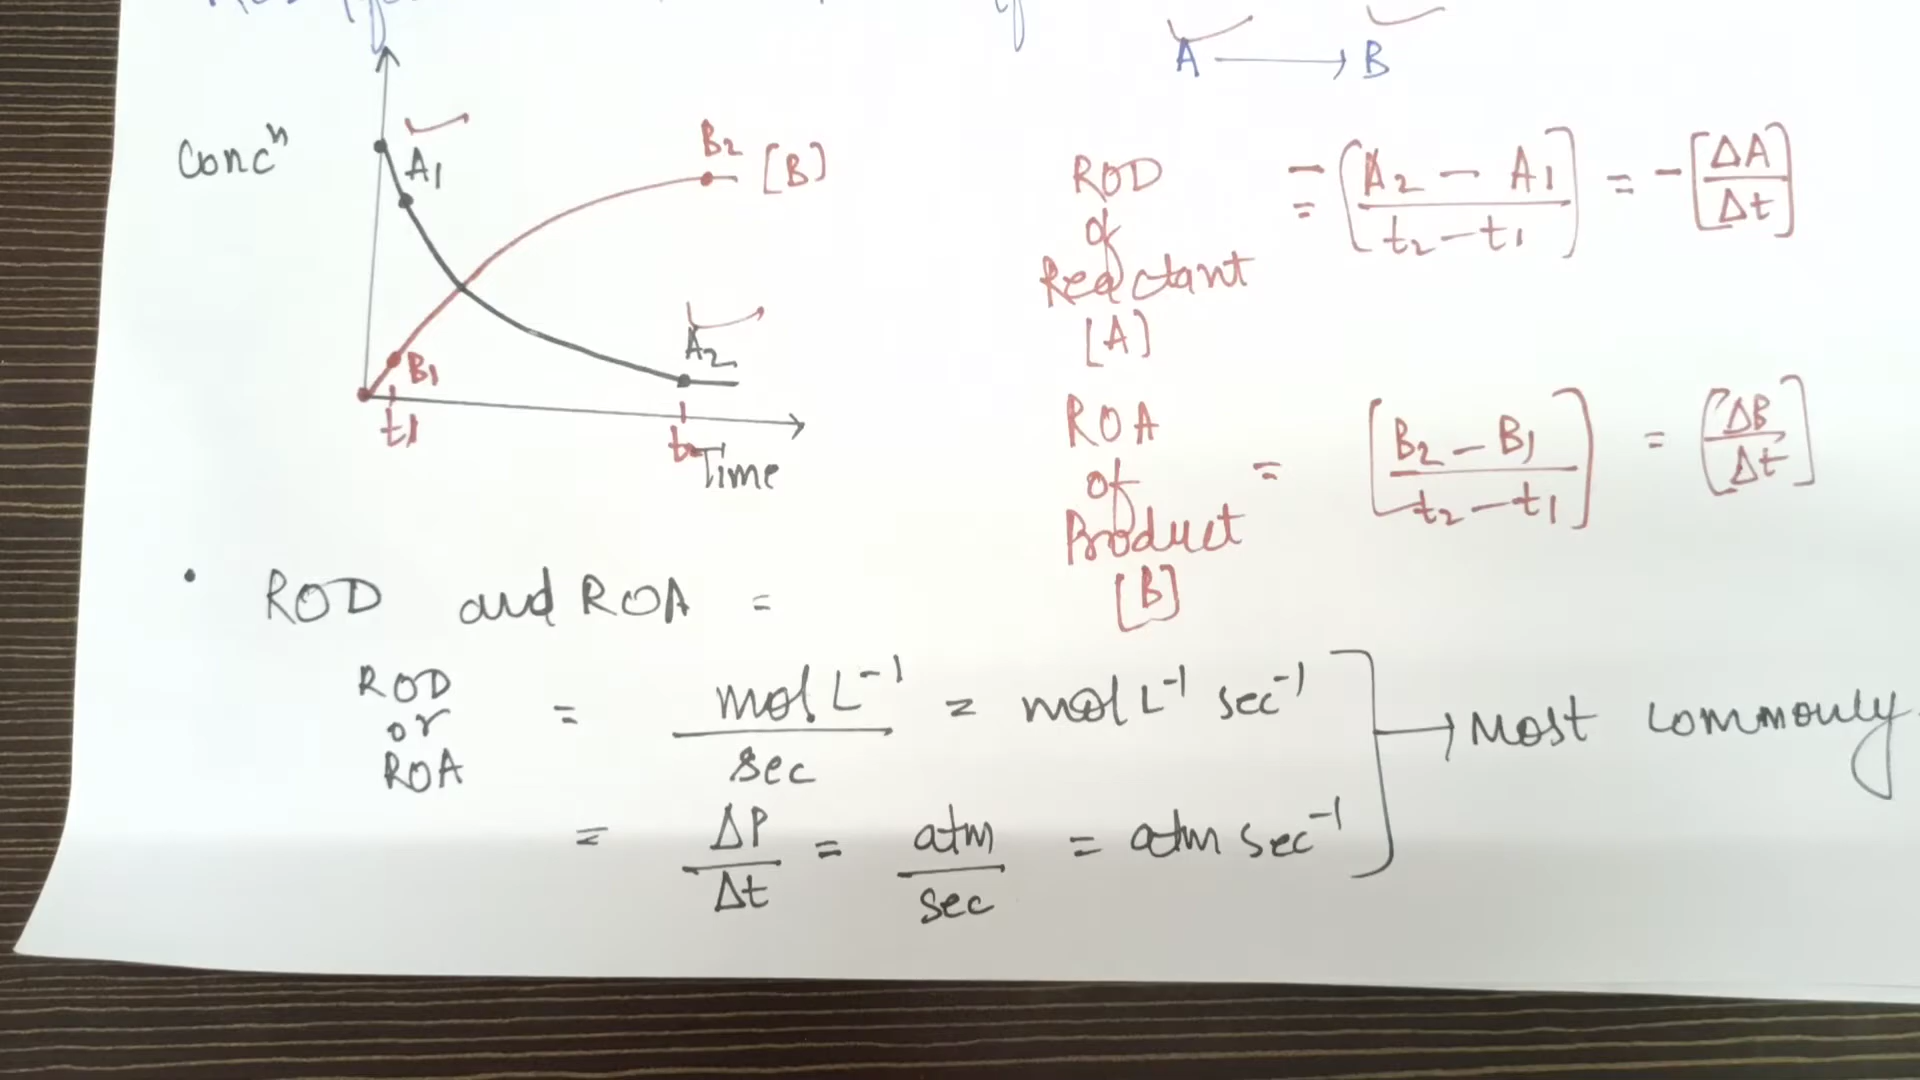 A → B
Concⁿ
A₁
B₂ [B]
A₂
B₁
t₁
Time
ROD of Reactant [A] = -[A₂ - A₁ / t₂ - t₁] = -[ΔA / Δt]
ROA of Product [B] = [B₂ - B₁ / t₂ - t₁] = [ΔB / Δt]
• ROD and ROA =
ROD or ROA = mol L⁻¹ / sec = mol L⁻¹ sec⁻¹
= ΔP / Δt = atm / sec = atm sec⁻¹
→ Most commonly